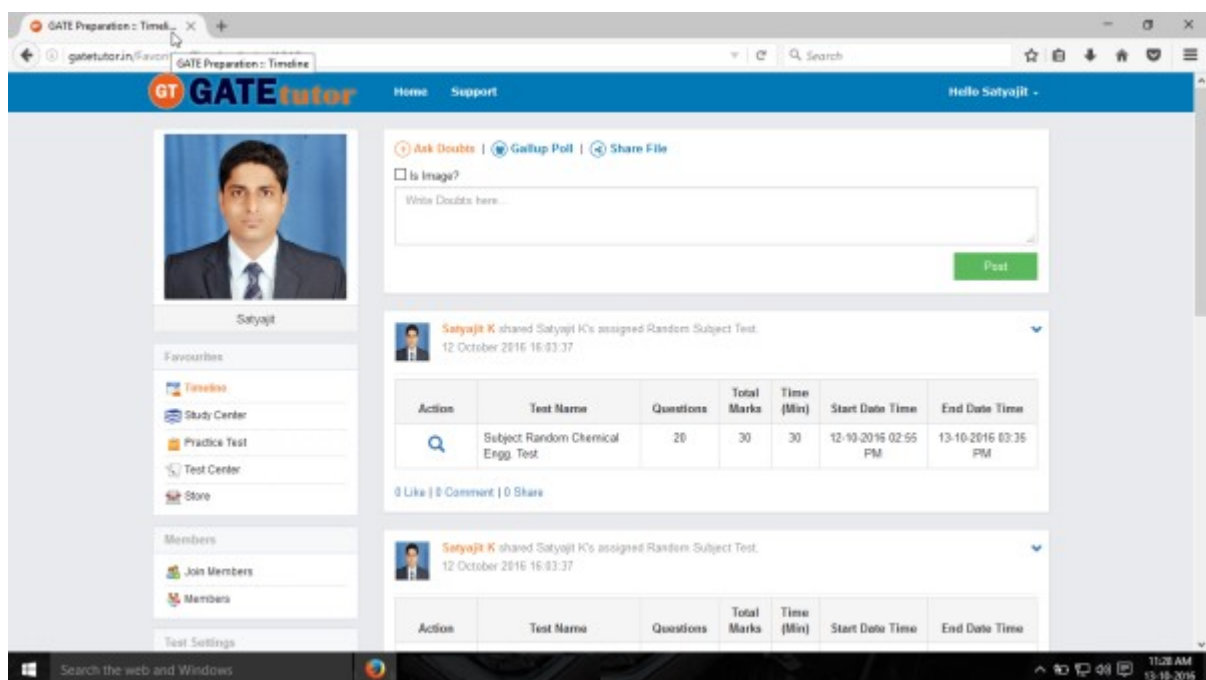 GATE Preparation :: Timeli...
gatetutor.in/Favori
Search
GATE Preparation :: Timeline
GT GATEtutor
Home Support
Hello Satyajit
Ask Doubts | Gallup Poll | Share File
Is Image?
Write Doubts here...
Post
Satyajit
Favourites
Timeline
Study Center
Practice Test
Test Center
Store
Members
Join Members
Members
Test Settings
Satyajit K shared Satyajit K's assigned Random Subject Test.
12 October 2016 16:03:37
Action Test Name Questions Total Marks Time (Min) Start Date Time End Date Time
Subject Random Chemical Engg. Test 20 30 30 12-10-2016 02:55 PM 13-10-2016 03:35 PM
0 Like | 0 Comment | 0 Share
Satyajit K shared Satyajit K's assigned Random Subject Test.
12 October 2016 16:03:37
Action Test Name Questions Total Marks Time (Min) Start Date Time End Date Time
Search the web and Windows
11:28 AM
13-10-2016